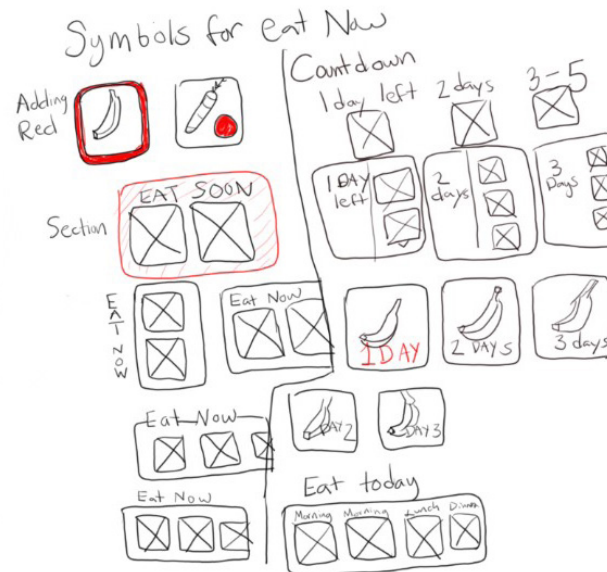 Symbols for eat Now
Adding
Red
EAT SOON
Section
EAT NOW
Eat Now
Eat Now
Eat Now
Countdown
1 day left
2 days
3-5
1 DAY
left
2
days
3
Days
1 DAY
2 DAYS
3 days
DAY 2
DAY 3
Eat today
Morning
Morning
Lunch
Dinner